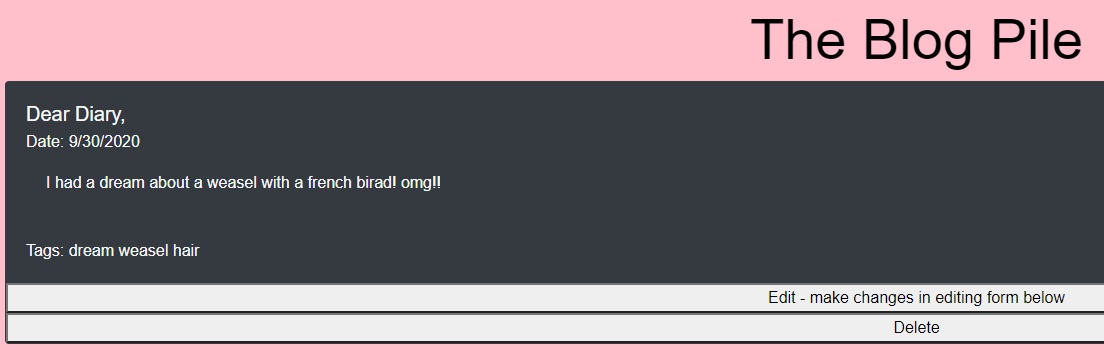 The Blog Pile
Dear Diary,
Date: 9/30/2020
I had a dream about a weasel with a french birad! omg!!
Tags: dream weasel hair
Edit - make changes in editing form below
Delete